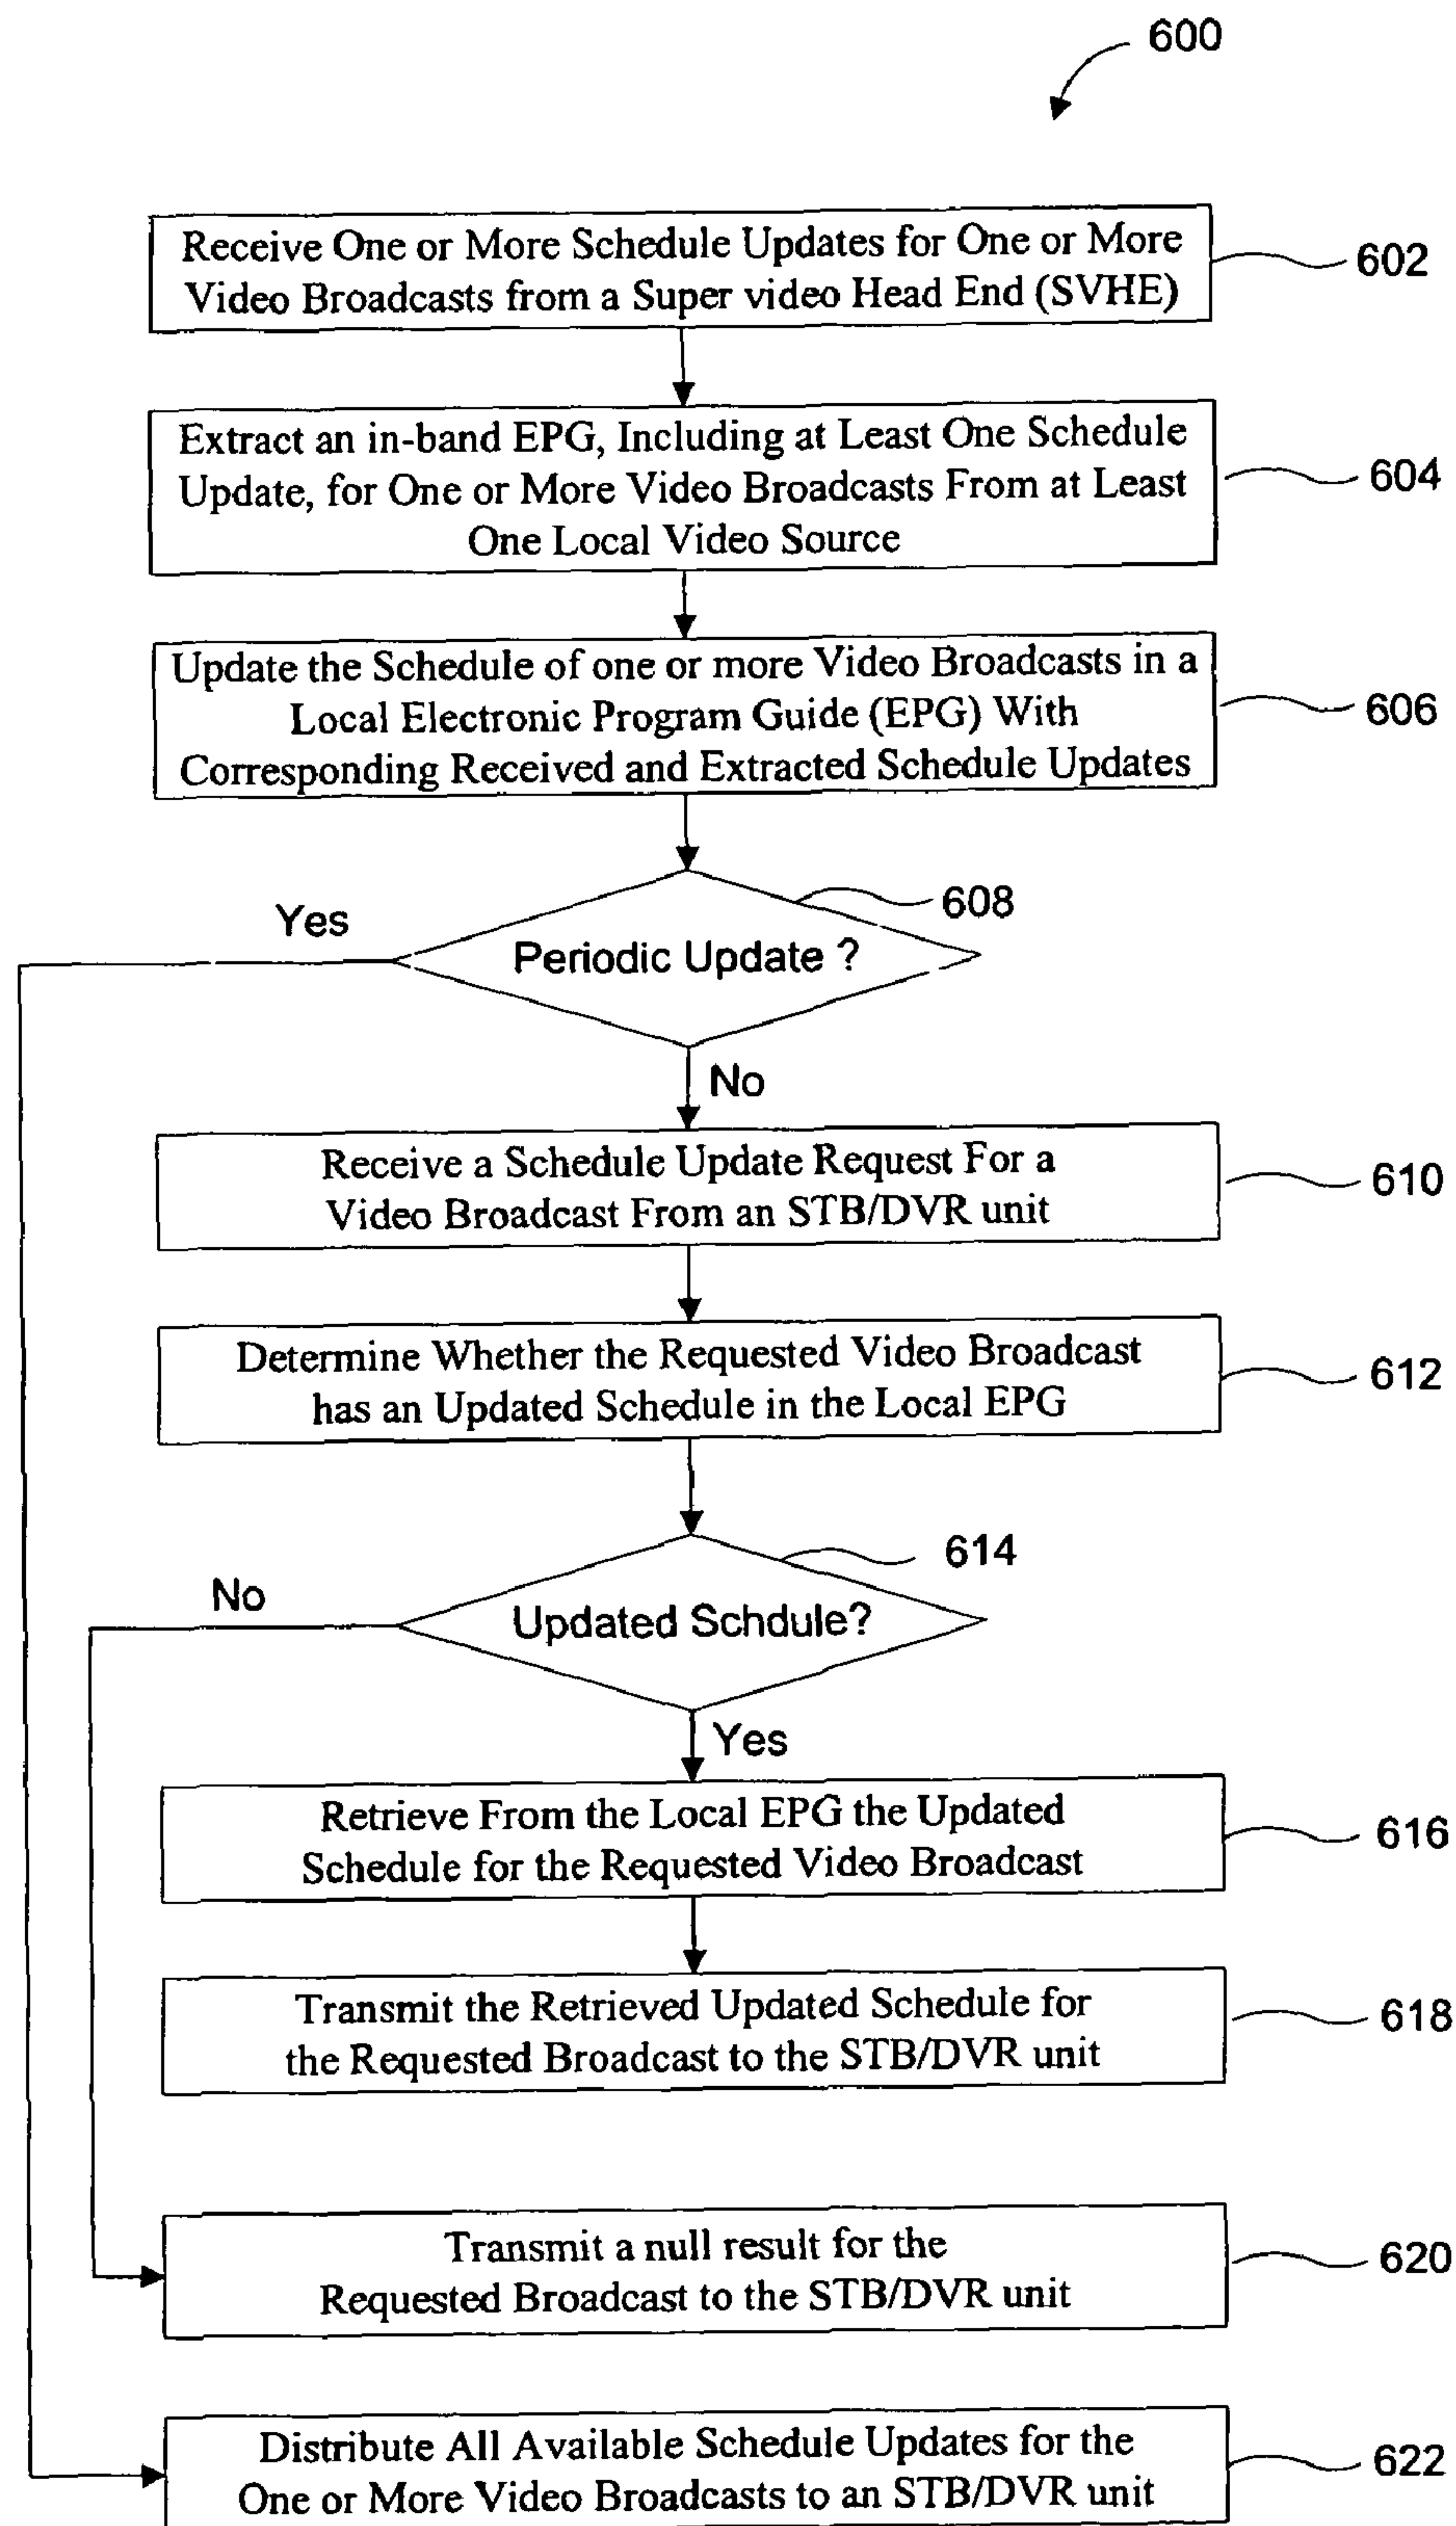 600
Receive One or More Schedule Updates for One or More
Video Broadcasts from a Super video Head End (SVHE)
602
Extract an in-band EPG, Including at Least One Schedule
Update, for One or More Video Broadcasts From at Least
One Local Video Source
604
Update the Schedule of one or more Video Broadcasts in a
Local Electronic Program Guide (EPG) With
Corresponding Received and Extracted Schedule Updates
606
608
Yes
Periodic Update ?
No
Receive a Schedule Update Request For a
Video Broadcast From an STB/DVR unit
610
Determine Whether the Requested Video Broadcast
has an Updated Schedule in the Local EPG
612
614
No
Updated Schdule?
Yes
Retrieve From the Local EPG the Updated
Schedule for the Requested Video Broadcast
616
Transmit the Retrieved Updated Schedule for
the Requested Broadcast to the STB/DVR unit
618
Transmit a null result for the
Requested Broadcast to the STB/DVR unit
620
Distribute All Available Schedule Updates for the
One or More Video Broadcasts to an STB/DVR unit
622